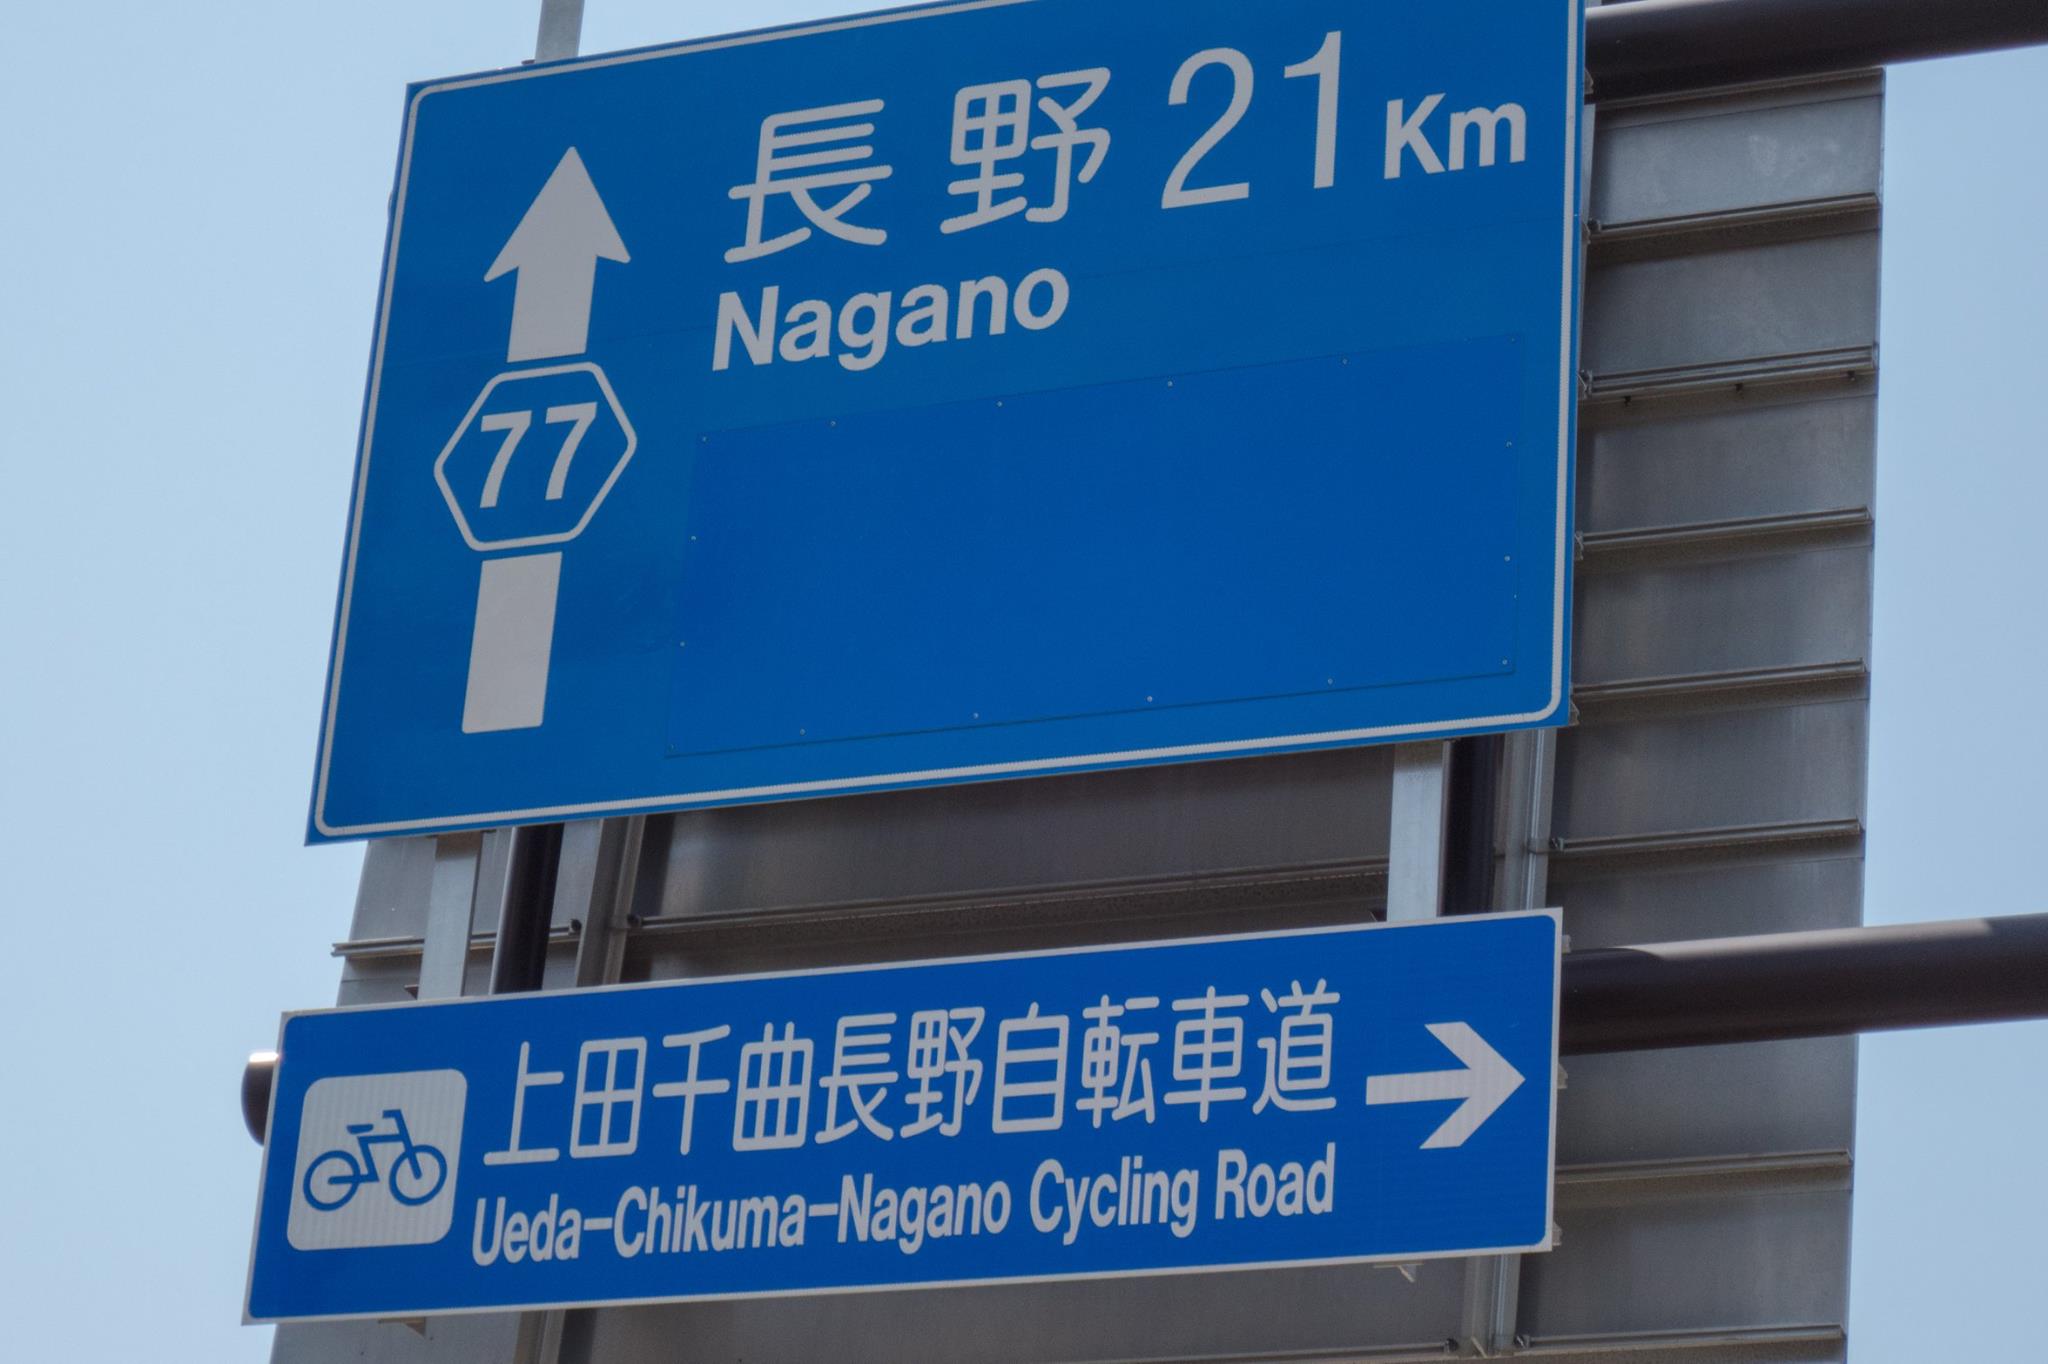 長野 21 Km
Nagano
77
上田千曲長野自転車道
Ueda-Chikuma-Nagano Cycling Road